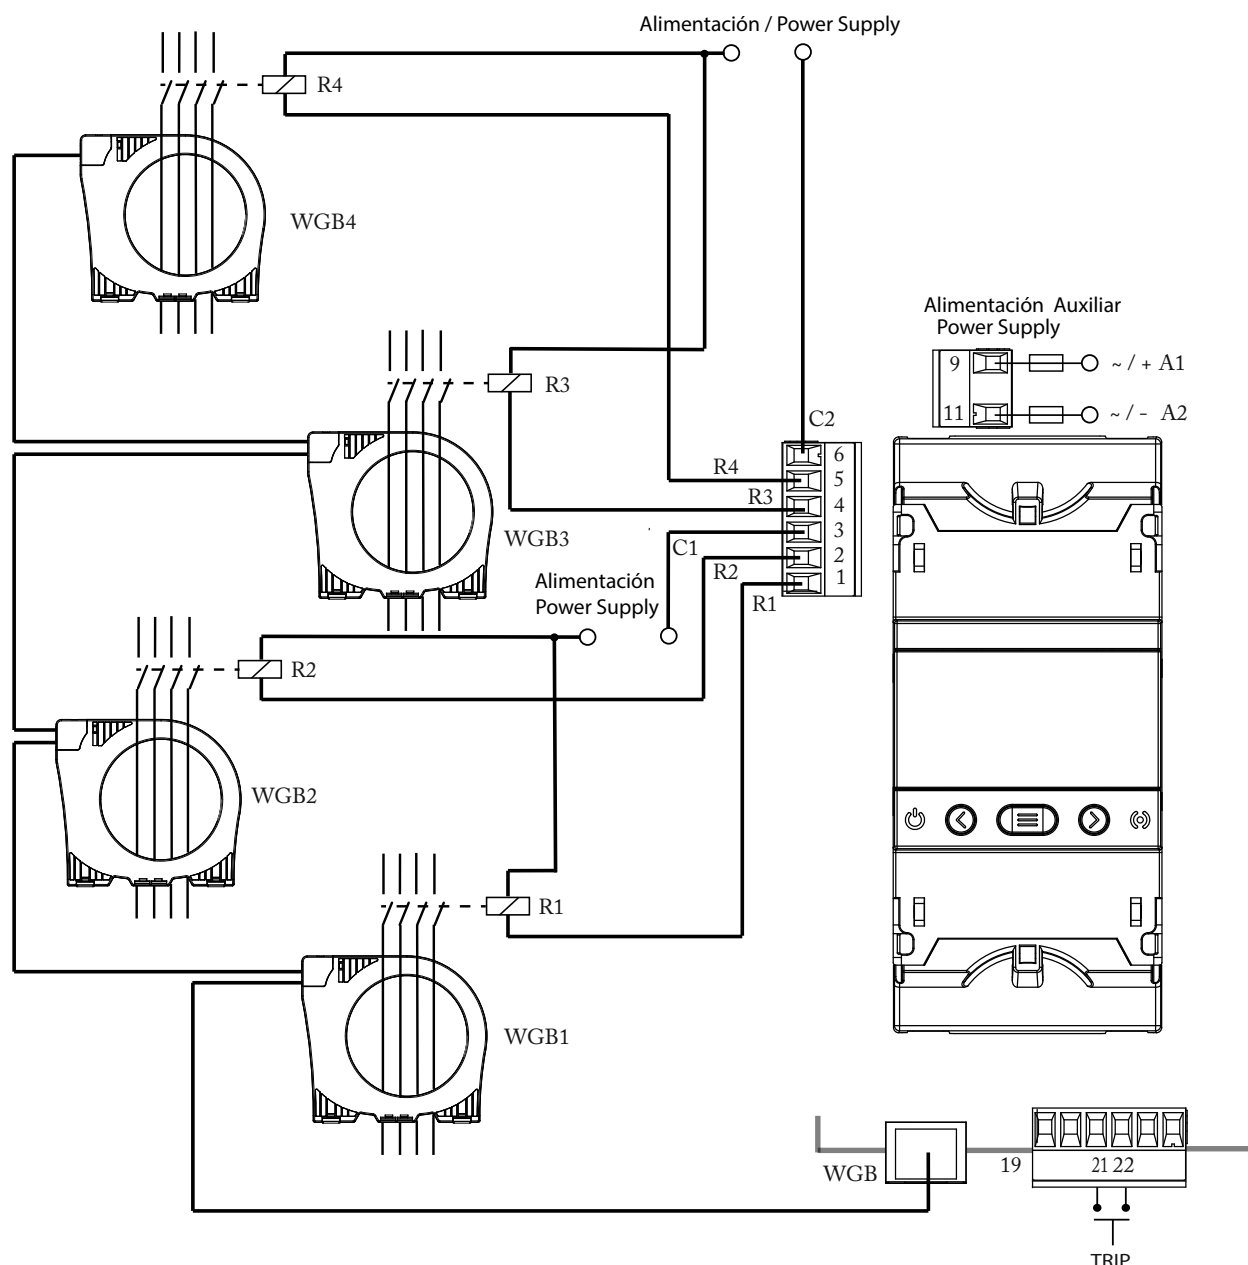 Alimentación / Power Supply
R4
WGB4
Alimentación Auxiliar
Power Supply
9
~ / + A1
11
~ / - A2
R3
C2
6
R4
5
R3
4
WGB3
C1
3
R2
2
Alimentación
Power Supply
R1
1
R2
WGB2
R1
WGB1
WGB
19
21 22
TRIP